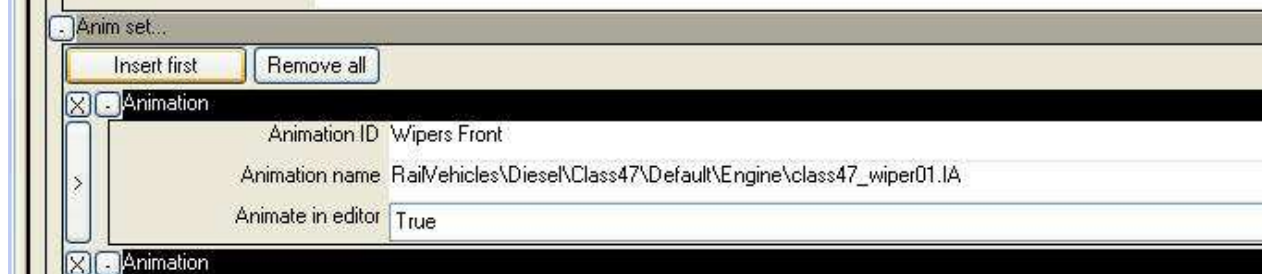 Anim set...
Insert first Remove all
Animation
Animation ID Wipers Front
Animation name RailVehicles\Diesel\Class47\Default\Engine\class47_wiper01.IA
Animate in editor True
Animation